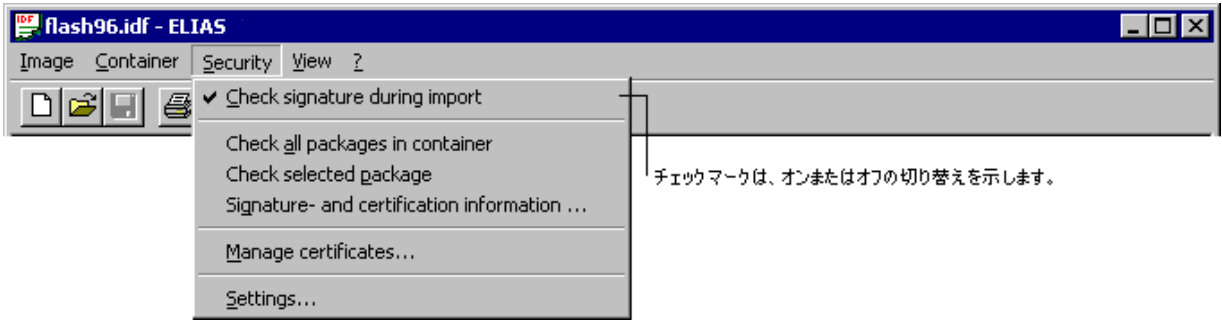 flash96.idf - ELIAS
Image Container Security View ?
Check signature during import
Check all packages in container
Check selected package
Signature- and certification information ...
Manage certificates...
Settings...
チェックマークは、オンまたはオフの切り替えを示します。